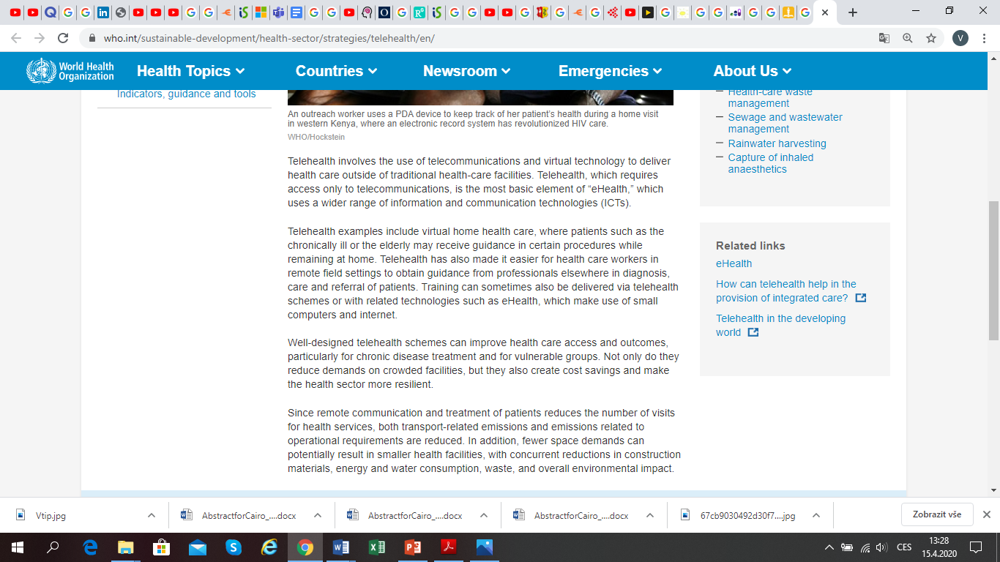 who.int/sustainable-development/health-sector/strategies/telehealth/en/
V
World Health
Organization
Health Topics
Countries
Newsroom
Emergencies
About Us
Indicators, guidance and tools
An outreach worker uses a PDA device to keep track of her patient's health during a home visit
in western Kenya, where an electronic record system has revolutionized HIV care.
WHO/Hockstein
Telehealth involves the use of telecommunications and virtual technology to deliver
health care outside of traditional health-care facilities. Telehealth, which requires
access only to telecommunications, is the most basic element of “eHealth,” which
uses a wider range of information and communication technologies (ICTs).
Telehealth examples include virtual home health care, where patients such as the
chronically ill or the elderly may receive guidance in certain procedures while
remaining at home. Telehealth has also made it easier for health care workers in
remote field settings to obtain guidance from professionals elsewhere in diagnosis,
care and referral of patients. Training can sometimes also be delivered via telehealth
schemes or with related technologies such as eHealth, which make use of small
computers and internet.
Well-designed telehealth schemes can improve health care access and outcomes,
particularly for chronic disease treatment and for vulnerable groups. Not only do they
reduce demands on crowded facilities, but they also create cost savings and make
the health sector more resilient.
Since remote communication and treatment of patients reduces the number of visits
for health services, both transport-related emissions and emissions related to
operational requirements are reduced. In addition, fewer space demands can
potentially result in smaller health facilities, with concurrent reductions in construction
materials, energy and water consumption, waste, and overall environmental impact.
– Health-care waste
management
– Sewage and wastewater
management
– Rainwater harvesting
– Capture of inhaled
anaesthetics
Related links
eHealth
How can telehealth help in the
provision of integrated care?
Telehealth in the developing
world
Vtip.jpg
AbstractforCairo_....docx
AbstractforCairo_....docx
AbstractforCairo_....docx
67cb9030492d30f7....jpg
Zobrazit vše
CES
13:28
15.4.2020